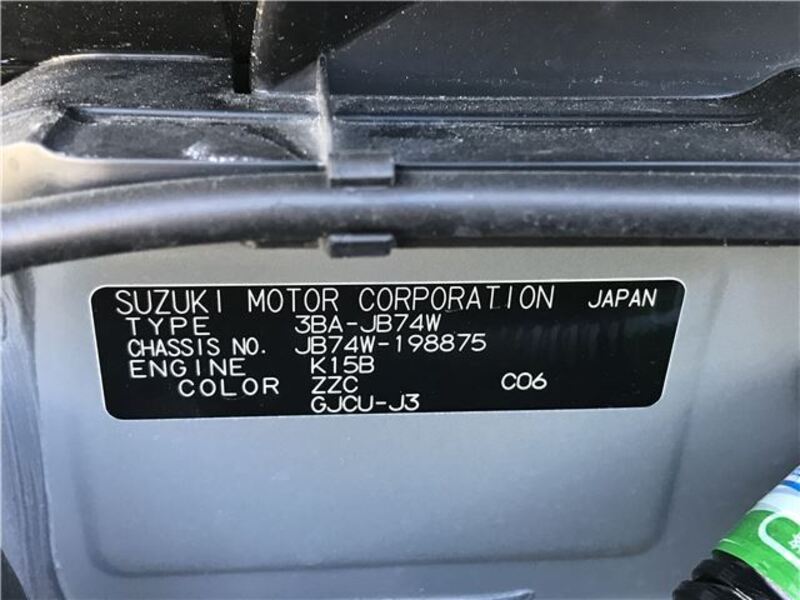 SUZUKI MOTOR CORPORATION JAPAN
TYPE 3BA-JB74W
CHASSIS NO. JB74W-198875
ENGINE K15B
COLOR ZZC C06
GJCU-J3